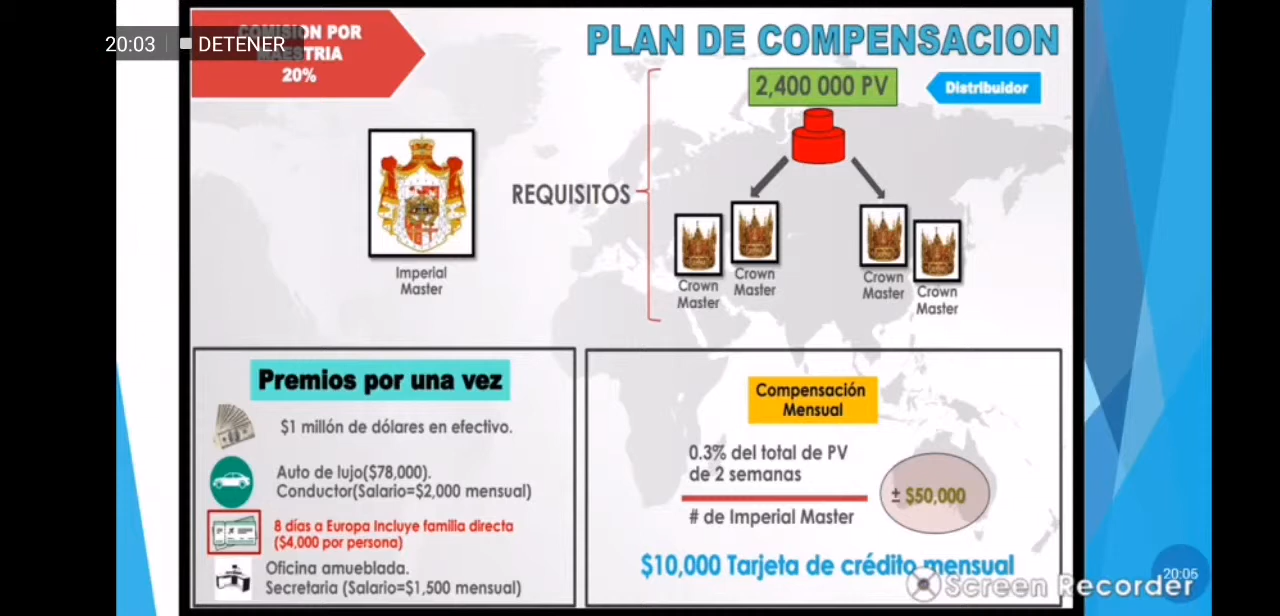 20:03
DETENER
COMISION POR
MAESTRIA
20%
PLAN DE COMPENSACION
2,400 000 PV
Distribuidor
REQUISITOS
Imperial
Master
Crown
Master
Crown
Master
Crown
Master
Crown
Master
Premios por una vez
$1 millón de dólares en efectivo.
Auto de lujo($78,000).
Conductor(Salario=$2,000 mensual)
8 días a Europa Incluye familia directa
($4,000 por persona)
Oficina amueblada.
Secretaria (Salario=$1,500 mensual)
Compensación
Mensual
0.3% del total de PV
de 2 semanas
# de Imperial Master
± $50,000
$10,000 Tarjeta de crédito mensual
Screen Recorder
20:05